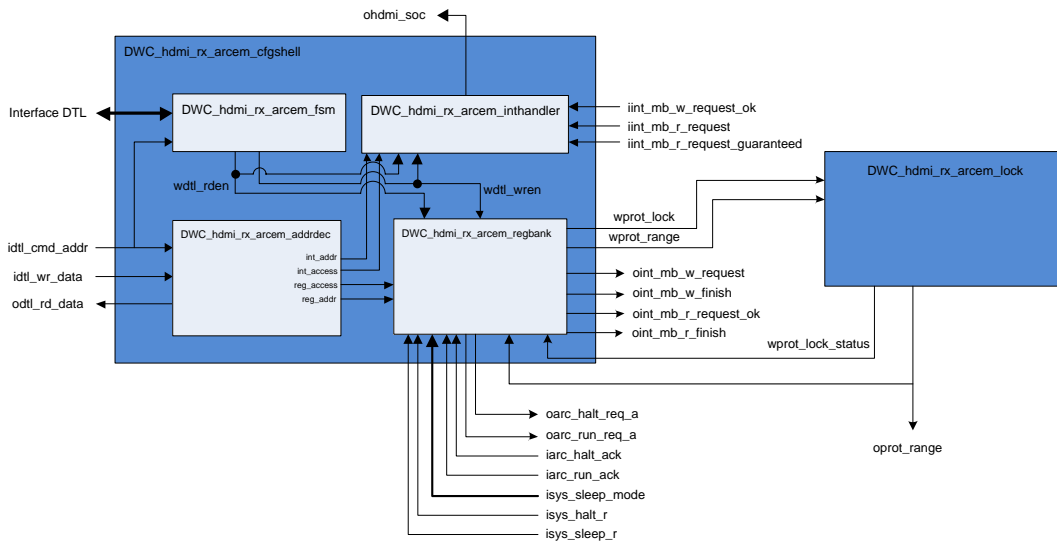 ohdmi_soc
DWC_hdmi_rx_arcem_cfgshell
Interface DTL
DWC_hdmi_rx_arcem_fsm
DWC_hdmi_rx_arcem_inthandler
iint_mb_w_request_ok
iint_mb_r_request
iint_mb_r_request_guaranteed
DWC_hdmi_rx_arcem_lock
wdtl_rden
wdtl_wren
wprot_lock
wprot_range
idtl_cmd_addr
idtl_wr_data
odtl_rd_data
DWC_hdmi_rx_arcem_addrdec
int_addr
int_access
reg_access
reg_addr
DWC_hdmi_rx_arcem_regbank
oint_mb_w_request
oint_mb_w_finish
oint_mb_r_request_ok
oint_mb_r_finish
wprot_lock_status
oarc_halt_req_a
oarc_run_req_a
iarc_halt_ack
iarc_run_ack
isys_sleep_mode
isys_halt_r
isys_sleep_r
oprot_range